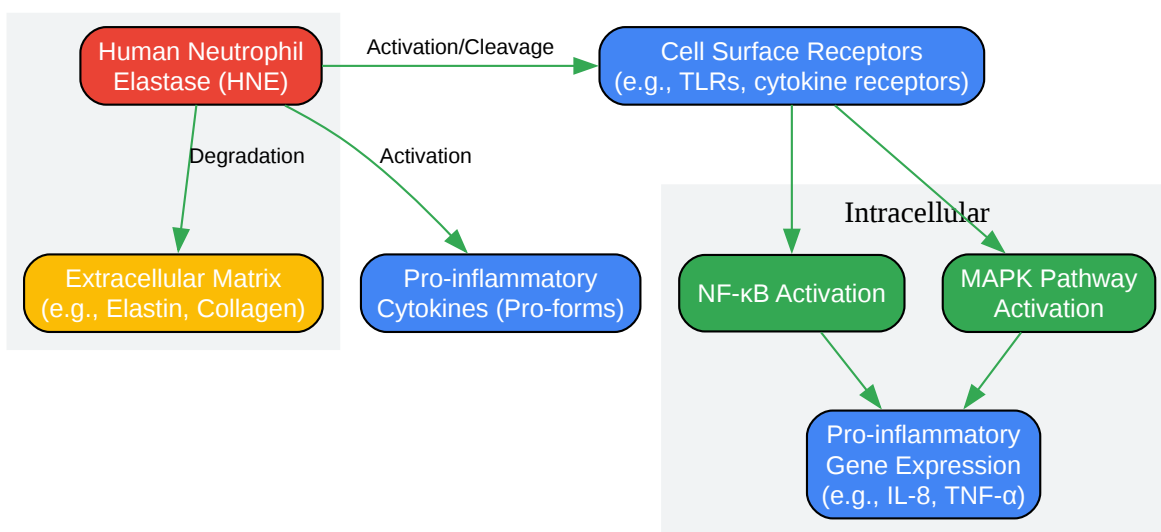 Human Neutrophil
Elastase (HNE)
Activation/Cleavage
Cell Surface Receptors
(e.g., TLRs, cytokine receptors)
Degradation
Activation
Intracellular
Extracellular Matrix
(e.g., Elastin, Collagen)
Pro-inflammatory
Cytokines (Pro-forms)
NF-κB Activation
MAPK Pathway
Activation
Pro-inflammatory
Gene Expression
(e.g., IL-8, TNF-α)